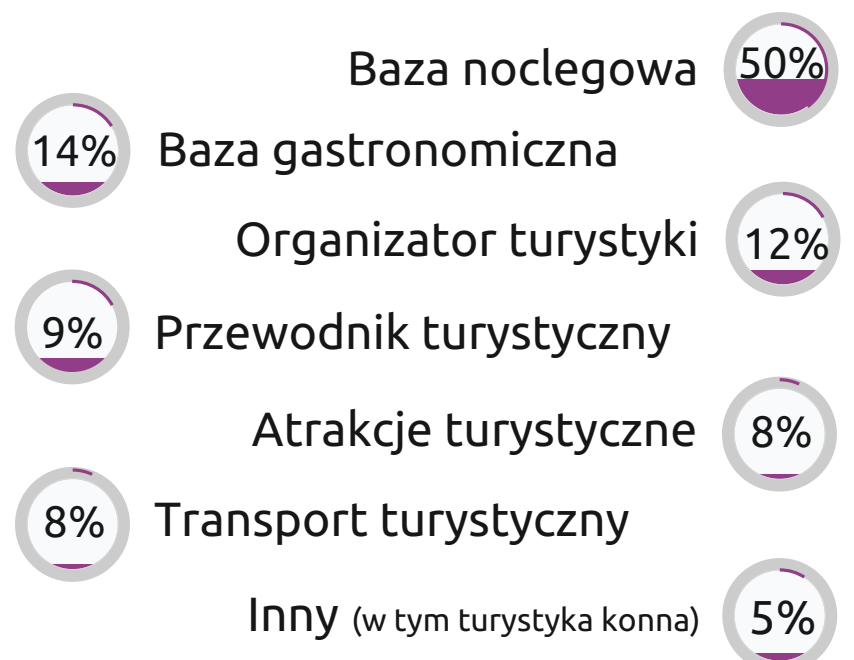 Baza noclegowa 50%
14% Baza gastronomiczna
Organizator turystyki 12%
9% Przewodnik turystyczny
Atrakcje turystyczne 8%
8% Transport turystyczny
Inny (w tym turystyka konna) 5%